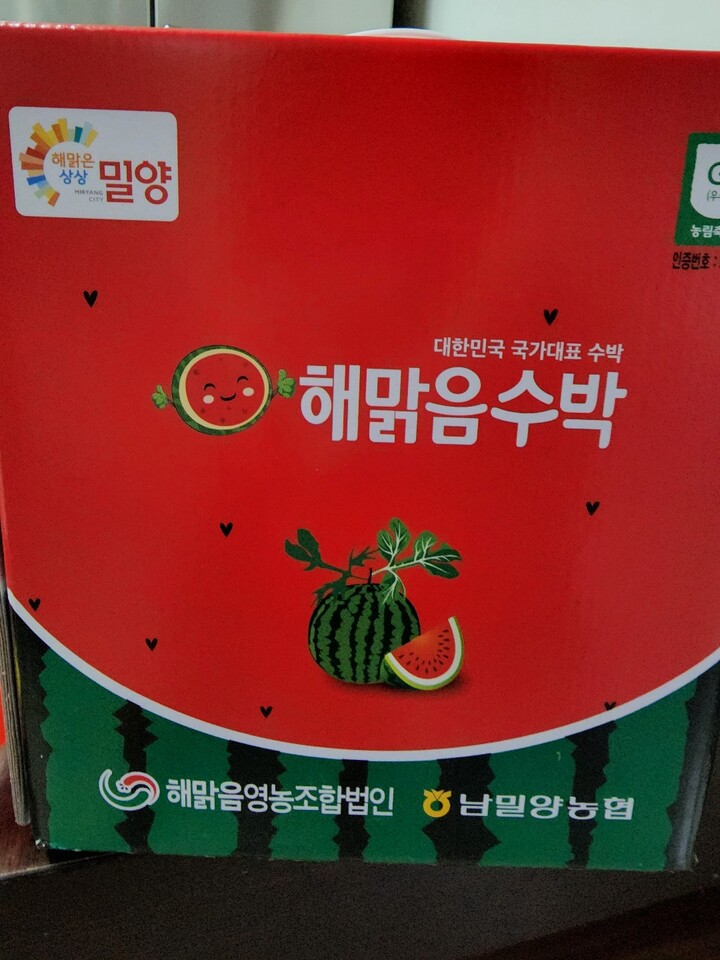 해맑은
상상
밀양
MIRYANG
CITY
농림축
인증번호 :
대한민국 국가대표 수박
해맑음수박
해맑음영농조합법인
남밀양농협